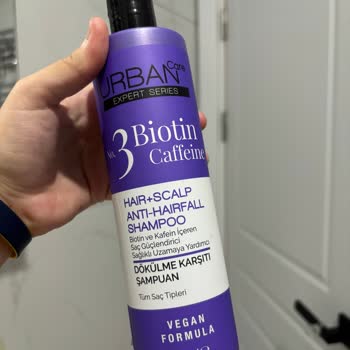 URBAN Care
EXPERT SERIES
No. 3 Biotin
Caffeine
HAIR+SCALP
ANTI-HAIRFALL
SHAMPOO
Biotin ve Kafein İçeren
Saç Güçlendirici
Sağlıklı Uzamaya Yardımcı
DÖKÜLME KARŞITI
ŞAMPUAN
Tüm Saç Tipleri
VEGAN
FORMULA